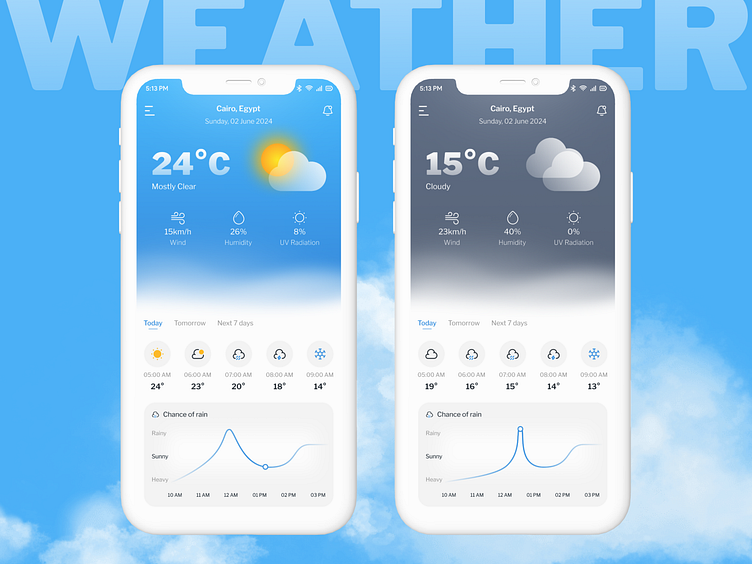 WEATHER
5:13 PM
Cairo, Egypt
Sunday, 02 June 2024
24°C
Mostly Clear
15km/h 26% 8%
Wind Humidity UV Radiation
Today Tomorrow Next 7 days
05:00 AM 06:00 AM 07:00 AM 08:00 AM 09:00 AM
24° 23° 20° 18° 14°
Chance of rain
Rainy
Sunny
Heavy
10 AM 11 AM 12 AM 01 PM 02 PM 03 PM
5:13 PM
Cairo, Egypt
Sunday, 02 June 2024
15°C
Cloudy
23km/h 40% 0%
Wind Humidity UV Radiation
Today Tomorrow Next 7 days
05:00 AM 06:00 AM 07:00 AM 08:00 AM 09:00 AM
19° 16° 15° 14° 13°
Chance of rain
Rainy
Sunny
Heavy
10 AM 11 AM 12 AM 01 PM 02 PM 03 PM